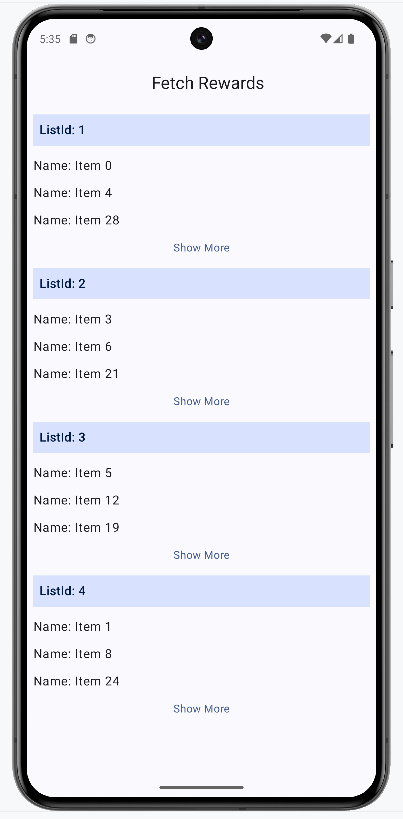 5:35
Fetch Rewards
ListId: 1
Name: Item 0
Name: Item 4
Name: Item 28
Show More
ListId: 2
Name: Item 3
Name: Item 6
Name: Item 21
Show More
ListId: 3
Name: Item 5
Name: Item 12
Name: Item 19
Show More
ListId: 4
Name: Item 1
Name: Item 8
Name: Item 24
Show More